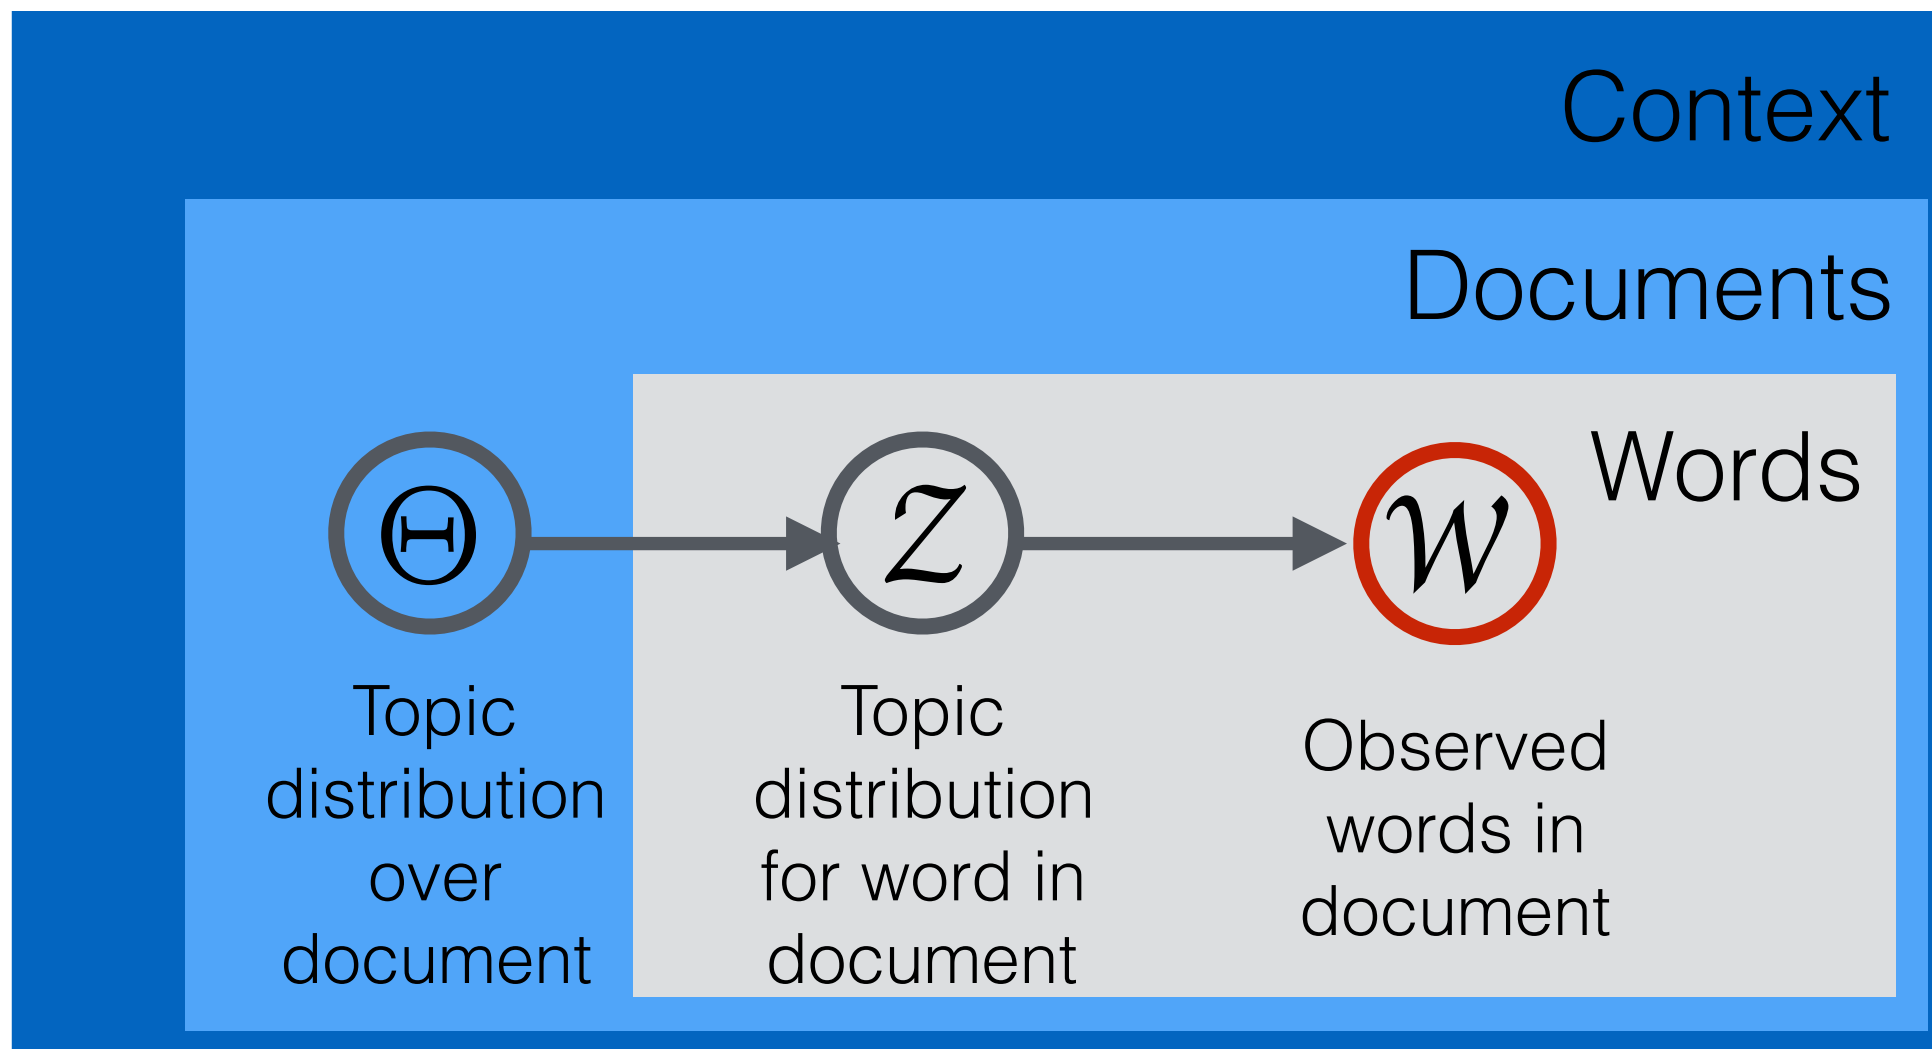 Context
Documents
Words
Θ
Z
W
Topic
distribution
over
document
Topic
distribution
for word in
document
Observed
words in
document